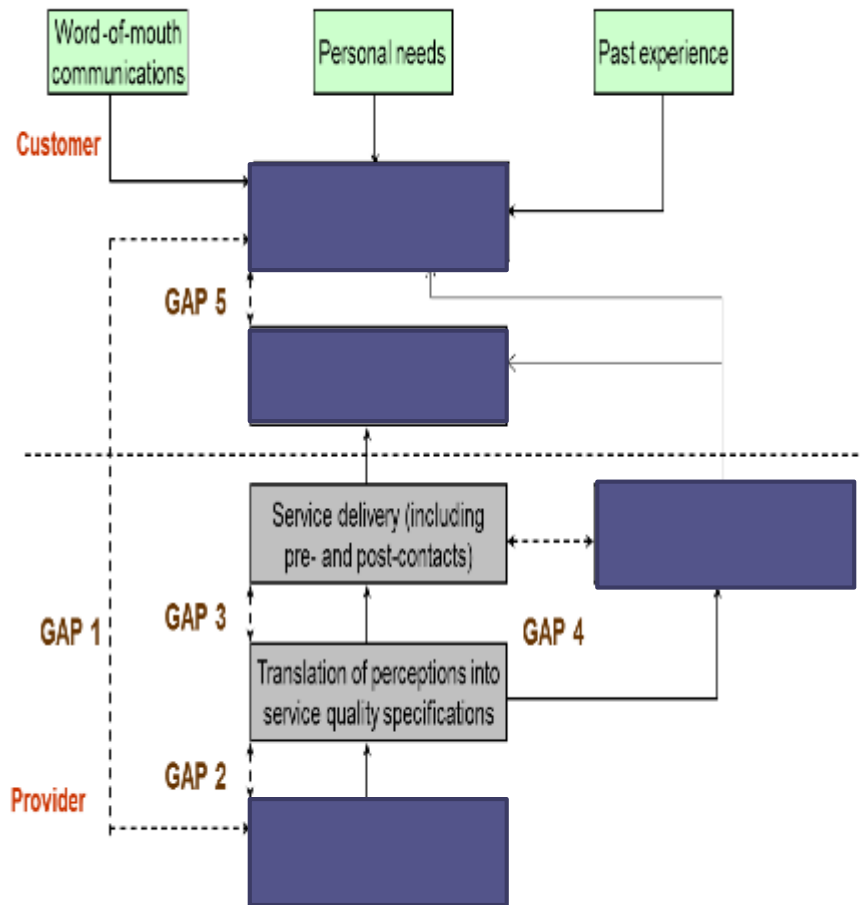 Word-of-mouth
communications
Personal needs
Past experience
Customer
GAP 5
Service delivery (including
pre- and post-contacts)
GAP 1
GAP 3
GAP 4
Translation of perceptions into
service quality specifications
GAP 2
Provider